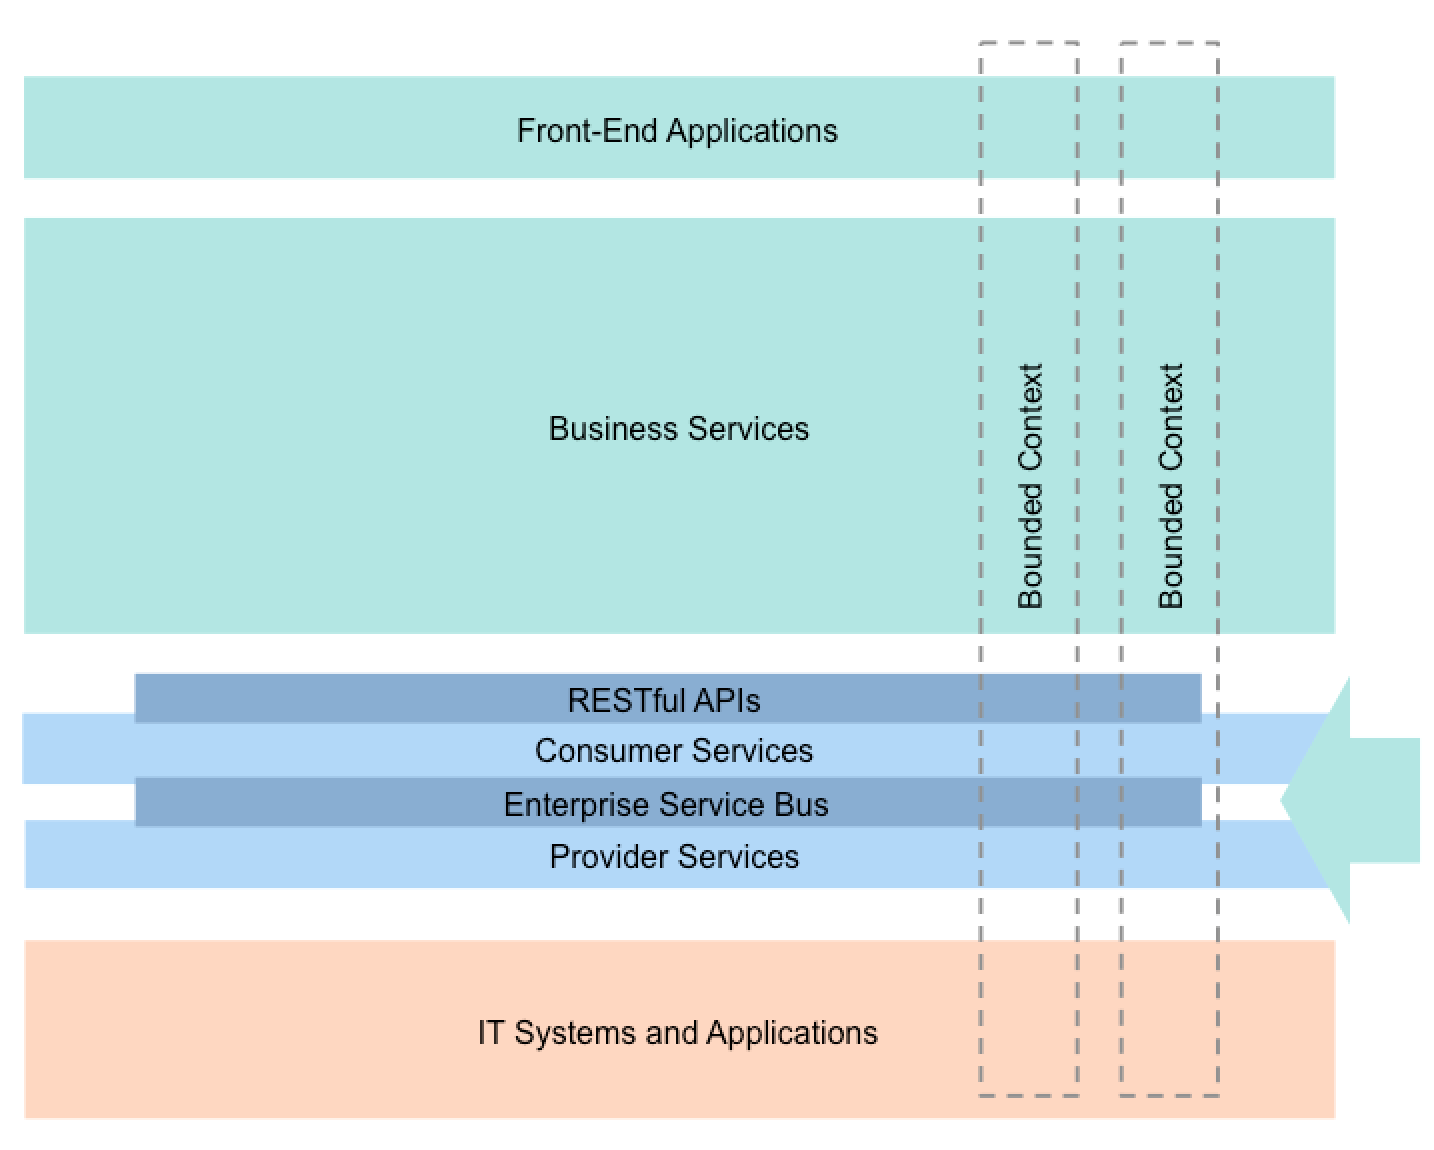 Front-End Applications
Business Services
Bounded Context
Bounded Context
RESTful APIs
Consumer Services
Enterprise Service Bus
Provider Services
IT Systems and Applications